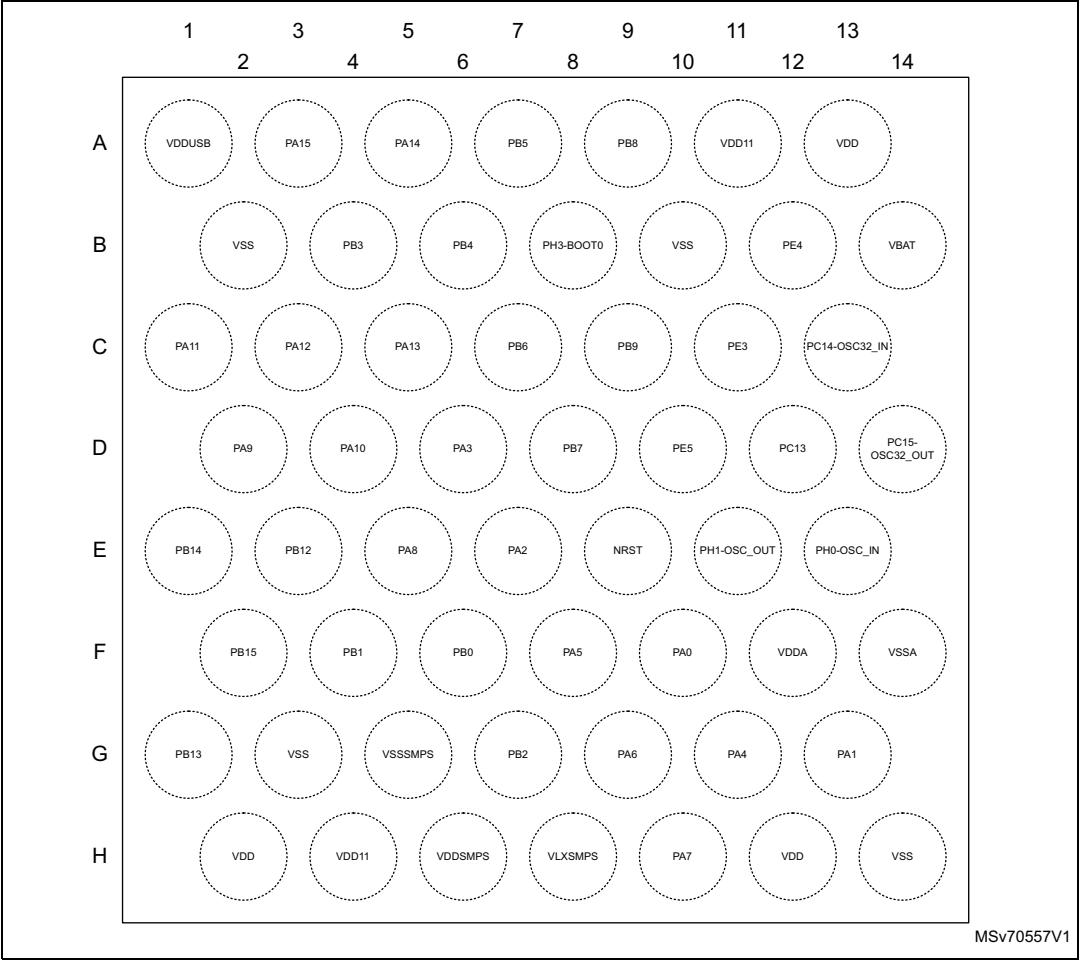 1 3 5 7 9 11 13
2 4 6 8 10 12 14
A VDDUSB PA15 PA14 PB5 PB8 VDD11 VDD
B VSS PB3 PB4 PH3-BOOT0 VSS PE4 VBAT
C PA11 PA12 PA13 PB6 PB9 PE3 PC14-OSC32_IN
D PA9 PA10 PA3 PB7 PE5 PC13 PC15-
OSC32_OUT
E PB14 PB12 PA8 PA2 NRST PH1-OSC_OUT PH0-OSC_IN
F PB15 PB1 PB0 PA5 PA0 VDDA VSSA
G PB13 VSS VSSSMPS PB2 PA6 PA4 PA1
H VDD VDD11 VDDSMPS VLXSMPS PA7 VDD VSS
MSv70557V1